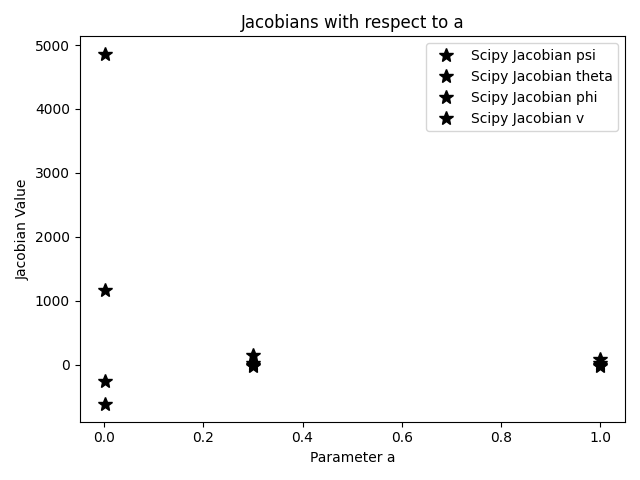 Jacobians with respect to a
Scipy Jacobian psi
Scipy Jacobian theta
Scipy Jacobian phi
Scipy Jacobian v
5000
4000
3000
2000
1000
0
Jacobian Value
0.0 0.2 0.4 0.6 0.8 1.0
Parameter a